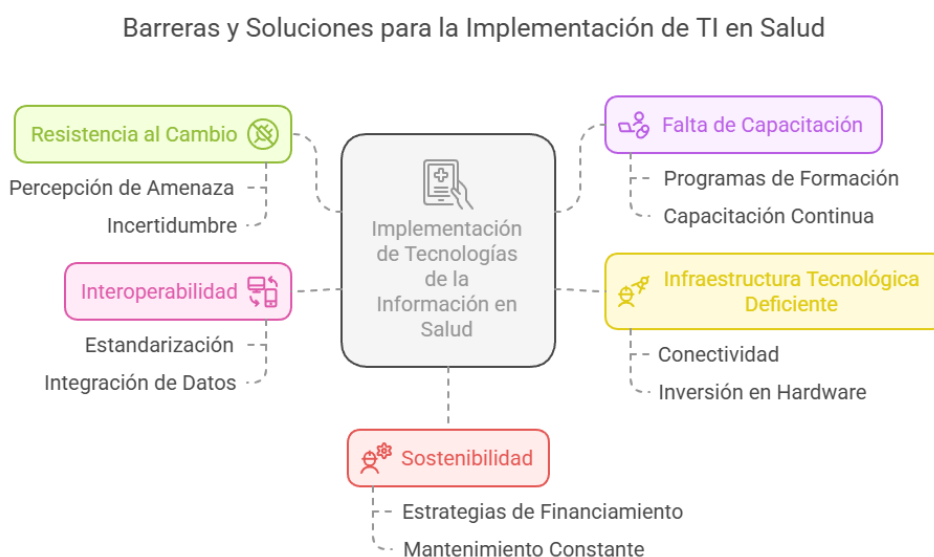 Barreras y Soluciones para la Implementación de TI en Salud
Resistencia al Cambio
Percepción de Amenaza
Incertidumbre
Interoperabilidad
Estandarización
Integración de Datos
Implementación
de Tecnologías
de la
Información en
Salud
Falta de Capacitación
Programas de Formación
Capacitación Continua
Infraestructura Tecnológica
Deficiente
Conectividad
Inversión en Hardware
Sostenibilidad
Estrategias de Financiamiento
Mantenimiento Constante